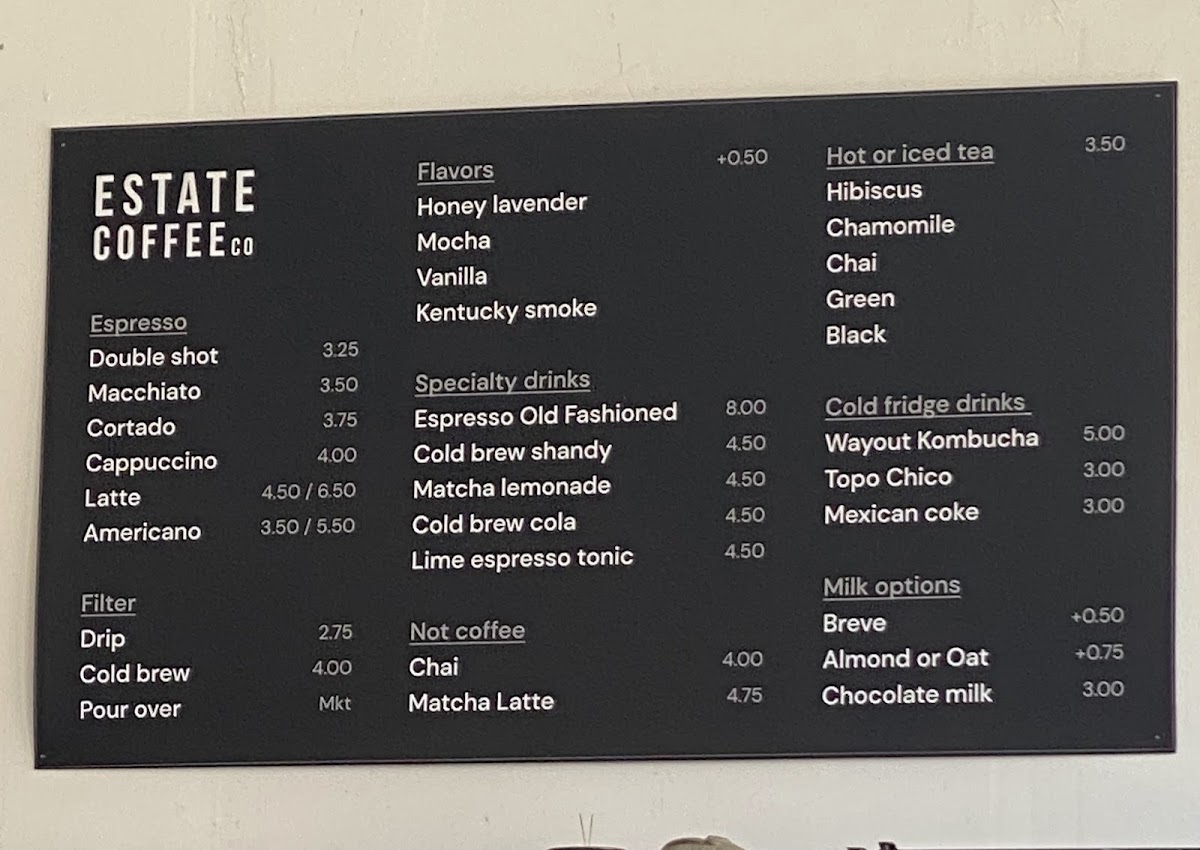 ESTATE
COFFEE CO
Espresso
Double shot 3.25
Macchiato 3.50
Cortado 3.75
Cappuccino 4.00
Latte 4.50 / 6.50
Americano 3.50 / 5.50
Filter
Drip 2.75
Cold brew 4.00
Pour over Mkt
Flavors +0.50
Honey lavender
Mocha
Vanilla
Kentucky smoke
Specialty drinks
Espresso Old Fashioned 8.00
Cold brew shandy 4.50
Matcha lemonade 4.50
Cold brew cola 4.50
Lime espresso tonic 4.50
Not coffee
Chai 4.00
Matcha Latte 4.75
Hot or iced tea 3.50
Hibiscus
Chamomile
Chai
Green
Black
Cold fridge drinks
Wayout Kombucha 5.00
Topo Chico 3.00
Mexican coke 3.00
Milk options
Breve +0.50
Almond or Oat +0.75
Chocolate milk 3.00